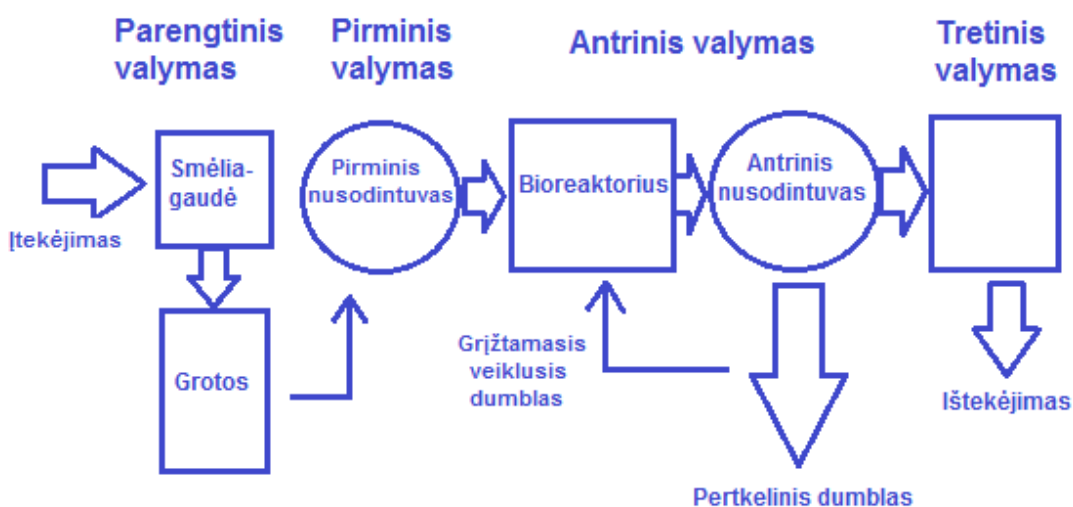 Parengtinis
valymas
Pirminis
valymas
Antrinis valymas
Tretinis
valymas
Įtekėjimas
Smėlia-
gaudė
Grotos
Pirminis
nusodintuvas
Bioreaktorius
Antrinis
nusodintuvas
Grįžtamasis
veiklusis
dumblas
Pertkelinis dumblas
Ištekėjimas